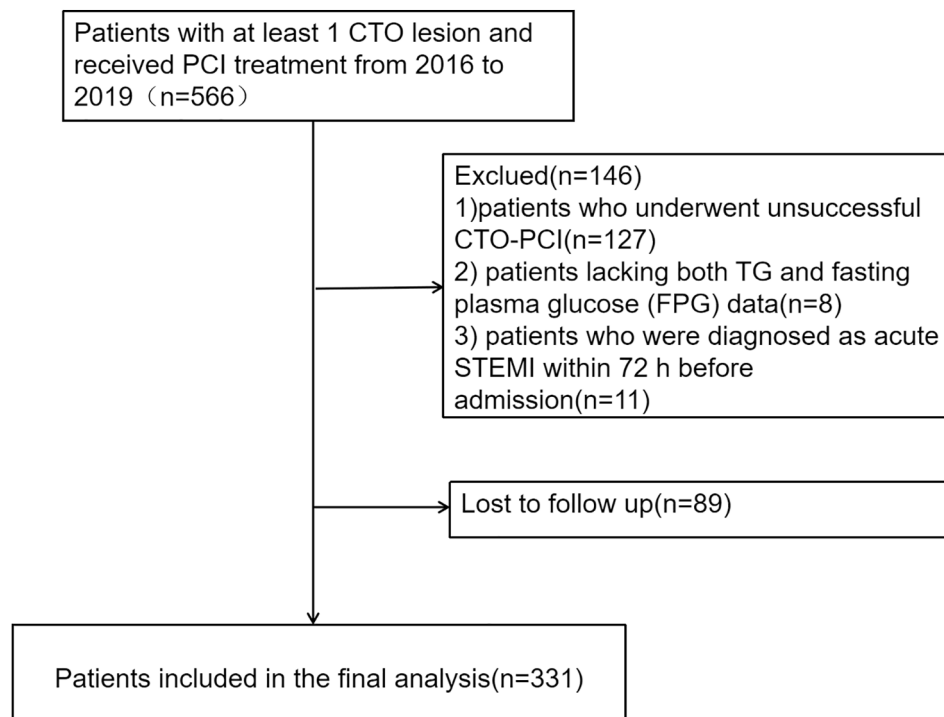 Patients with at least 1 CTO lesion and
received PCI treatment from 2016 to
2019（n=566）
Exclued(n=146)
1)patients who underwent unsuccessful
CTO-PCI(n=127)
2) patients lacking both TG and fasting
plasma glucose (FPG) data(n=8)
3) patients who were diagnosed as acute
STEMI within 72 h before
admission(n=11)
Lost to follow up(n=89)
Patients included in the final analysis(n=331)